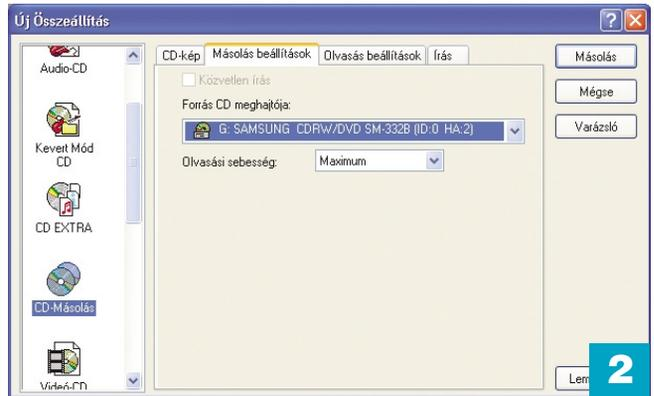 Új Összeállítás
Audio-CD
Kevert Mód
CD
CD EXTRA
CD-Másolás
Videó-CD
CD-kép
Másolás beállítások
Olvasás beállítások
Írás
Közvetlen írás
Forrás CD meghajtója:
G: SAMSUNG CDRW/DVD SM-332B (ID:0 HA:2)
Olvasási sebesség:
Maximum
Másolás
Mégse
Varázsló
2